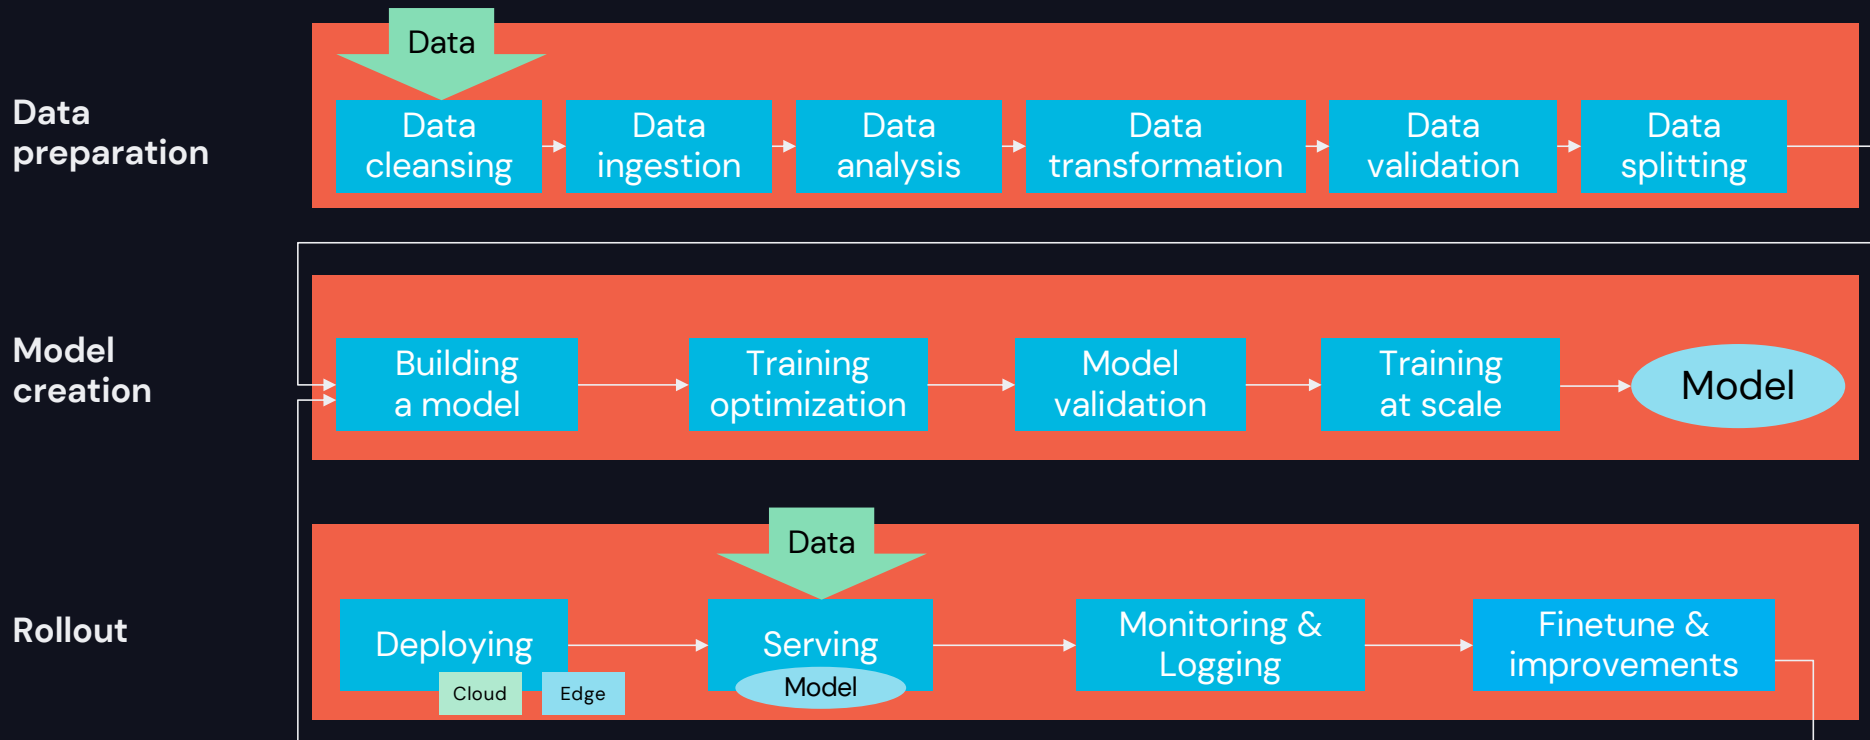 Data
Data
preparation
Data
cleansing
Data
ingestion
Data
analysis
Data
transformation
Data
validation
Data
splitting
Model
creation
Building
a model
Training
optimization
Model
validation
Training
at scale
Model
Data
Rollout
Deploying
Cloud
Edge
Serving
Model
Monitoring &
Logging
Finetune &
improvements